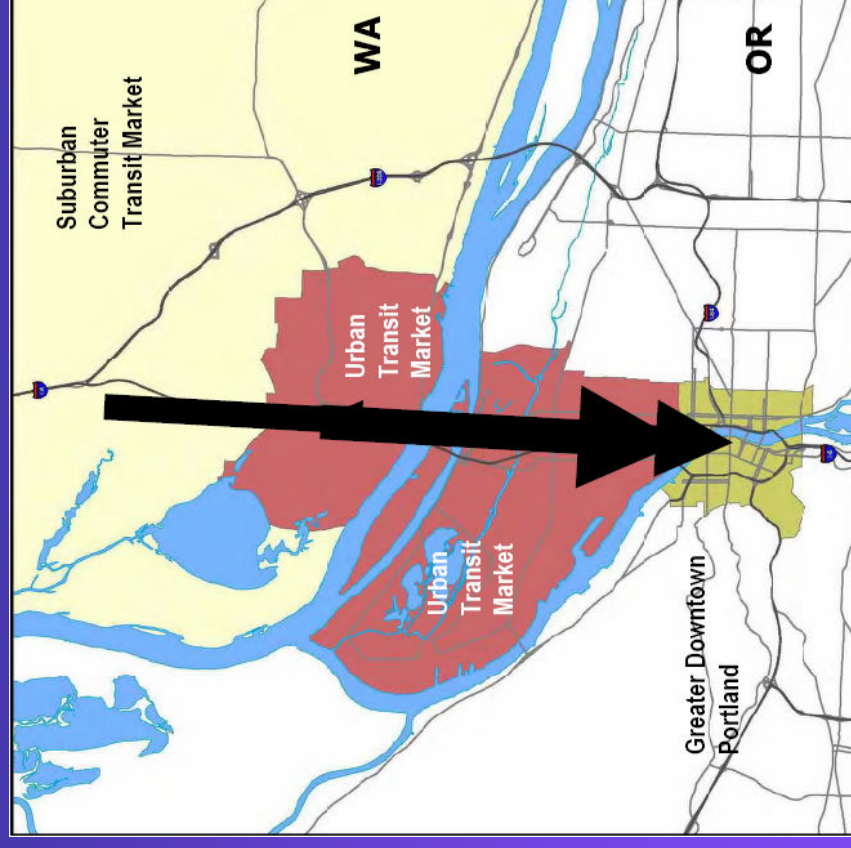 Suburban
Commuter
Transit Market
WA
Urban
Transit
Market
Urban
Transit
Market
Greater Downtown
Portland
OR